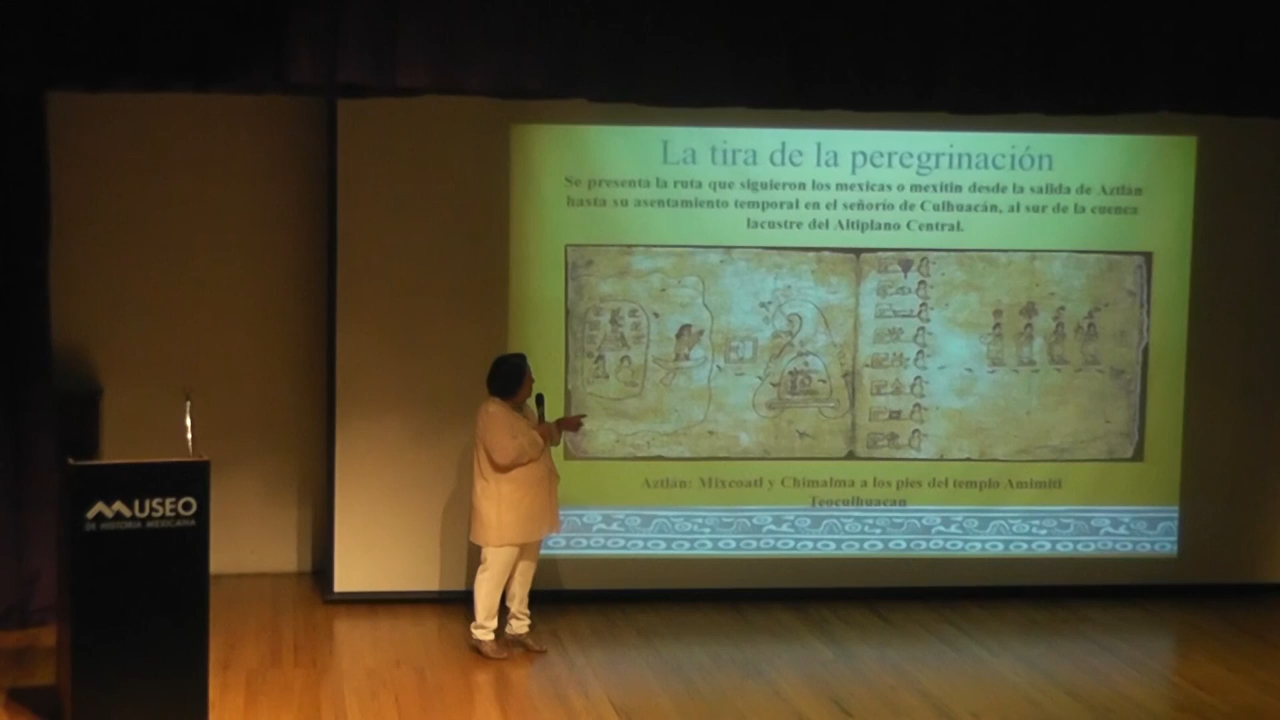 La tira de la peregrinación
Se presenta la ruta que siguieron los mexicas o mexitin desde la salida de Aztlán
hasta su asentamiento temporal en el señorío de Culhuacán, al sur de la cuenca
lacustre del Altiplano Central.
Aztlán: Mixcoatl y Chimalma a los pies del templo Amimitl
Teoculhuacan
MUSEO
DE HISTORIA MEXICANA